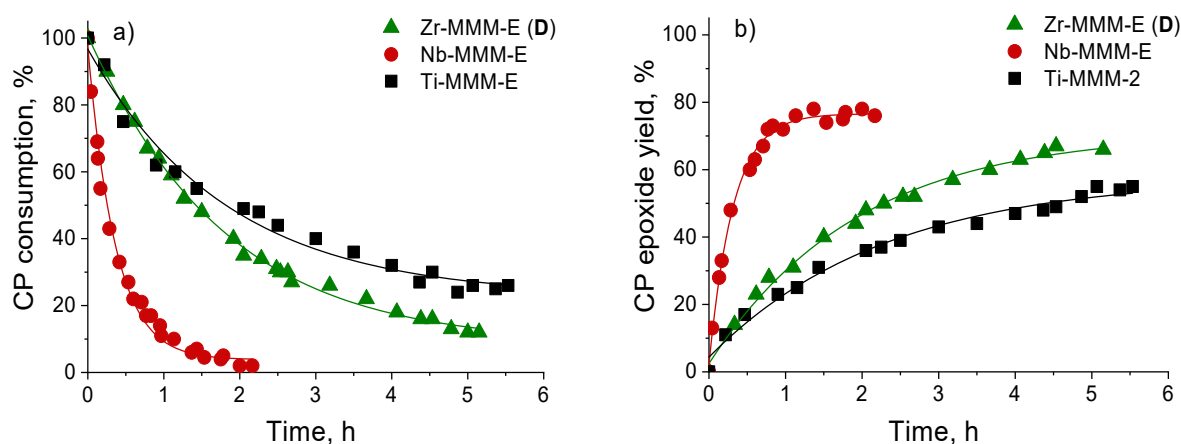 a)
Zr-MMM-E (D)
Nb-MMM-E
Ti-MMM-E
CP consumption, %
100
80
60
40
20
0
0 1 2 3 4 5 6
Time, h
b)
Zr-MMM-E (D)
Nb-MMM-E
Ti-MMM-2
CP epoxide yield, %
100
80
60
40
20
0
0 1 2 3 4 5 6
Time, h